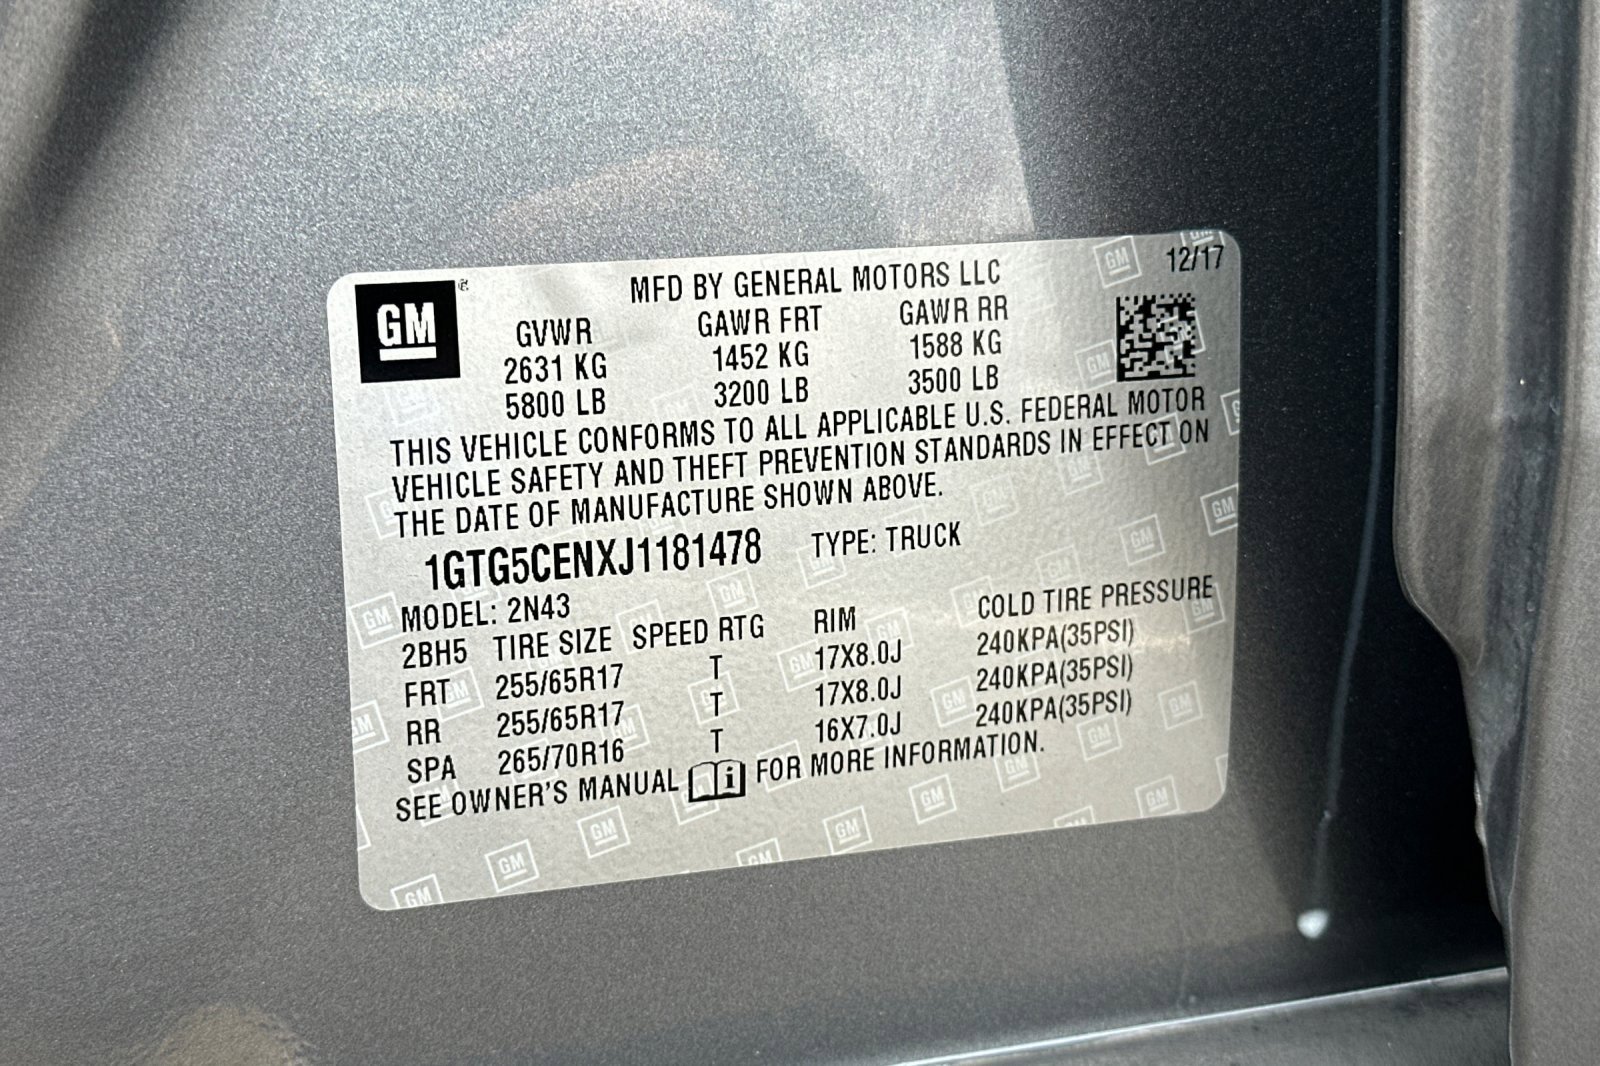 12/17
GM
MFD BY GENERAL MOTORS LLC
GVWR GAWR FRT GAWR RR
2631 KG 1452 KG 1588 KG
5800 LB 3200 LB 3500 LB
THIS VEHICLE CONFORMS TO ALL APPLICABLE U.S. FEDERAL MOTOR
VEHICLE SAFETY AND THEFT PREVENTION STANDARDS IN EFFECT ON
THE DATE OF MANUFACTURE SHOWN ABOVE.
1GTG5CENXJ1181478 TYPE: TRUCK
MODEL: 2N43
2BH5 TIRE SIZE SPEED RTG RIM COLD TIRE PRESSURE
FRT 255/65R17 T 17X8.0J 240KPA(35PSI)
RR 255/65R17 T 17X8.0J 240KPA(35PSI)
SPA 265/70R16 T 16X7.0J 240KPA(35PSI)
SEE OWNER'S MANUAL i FOR MORE INFORMATION.